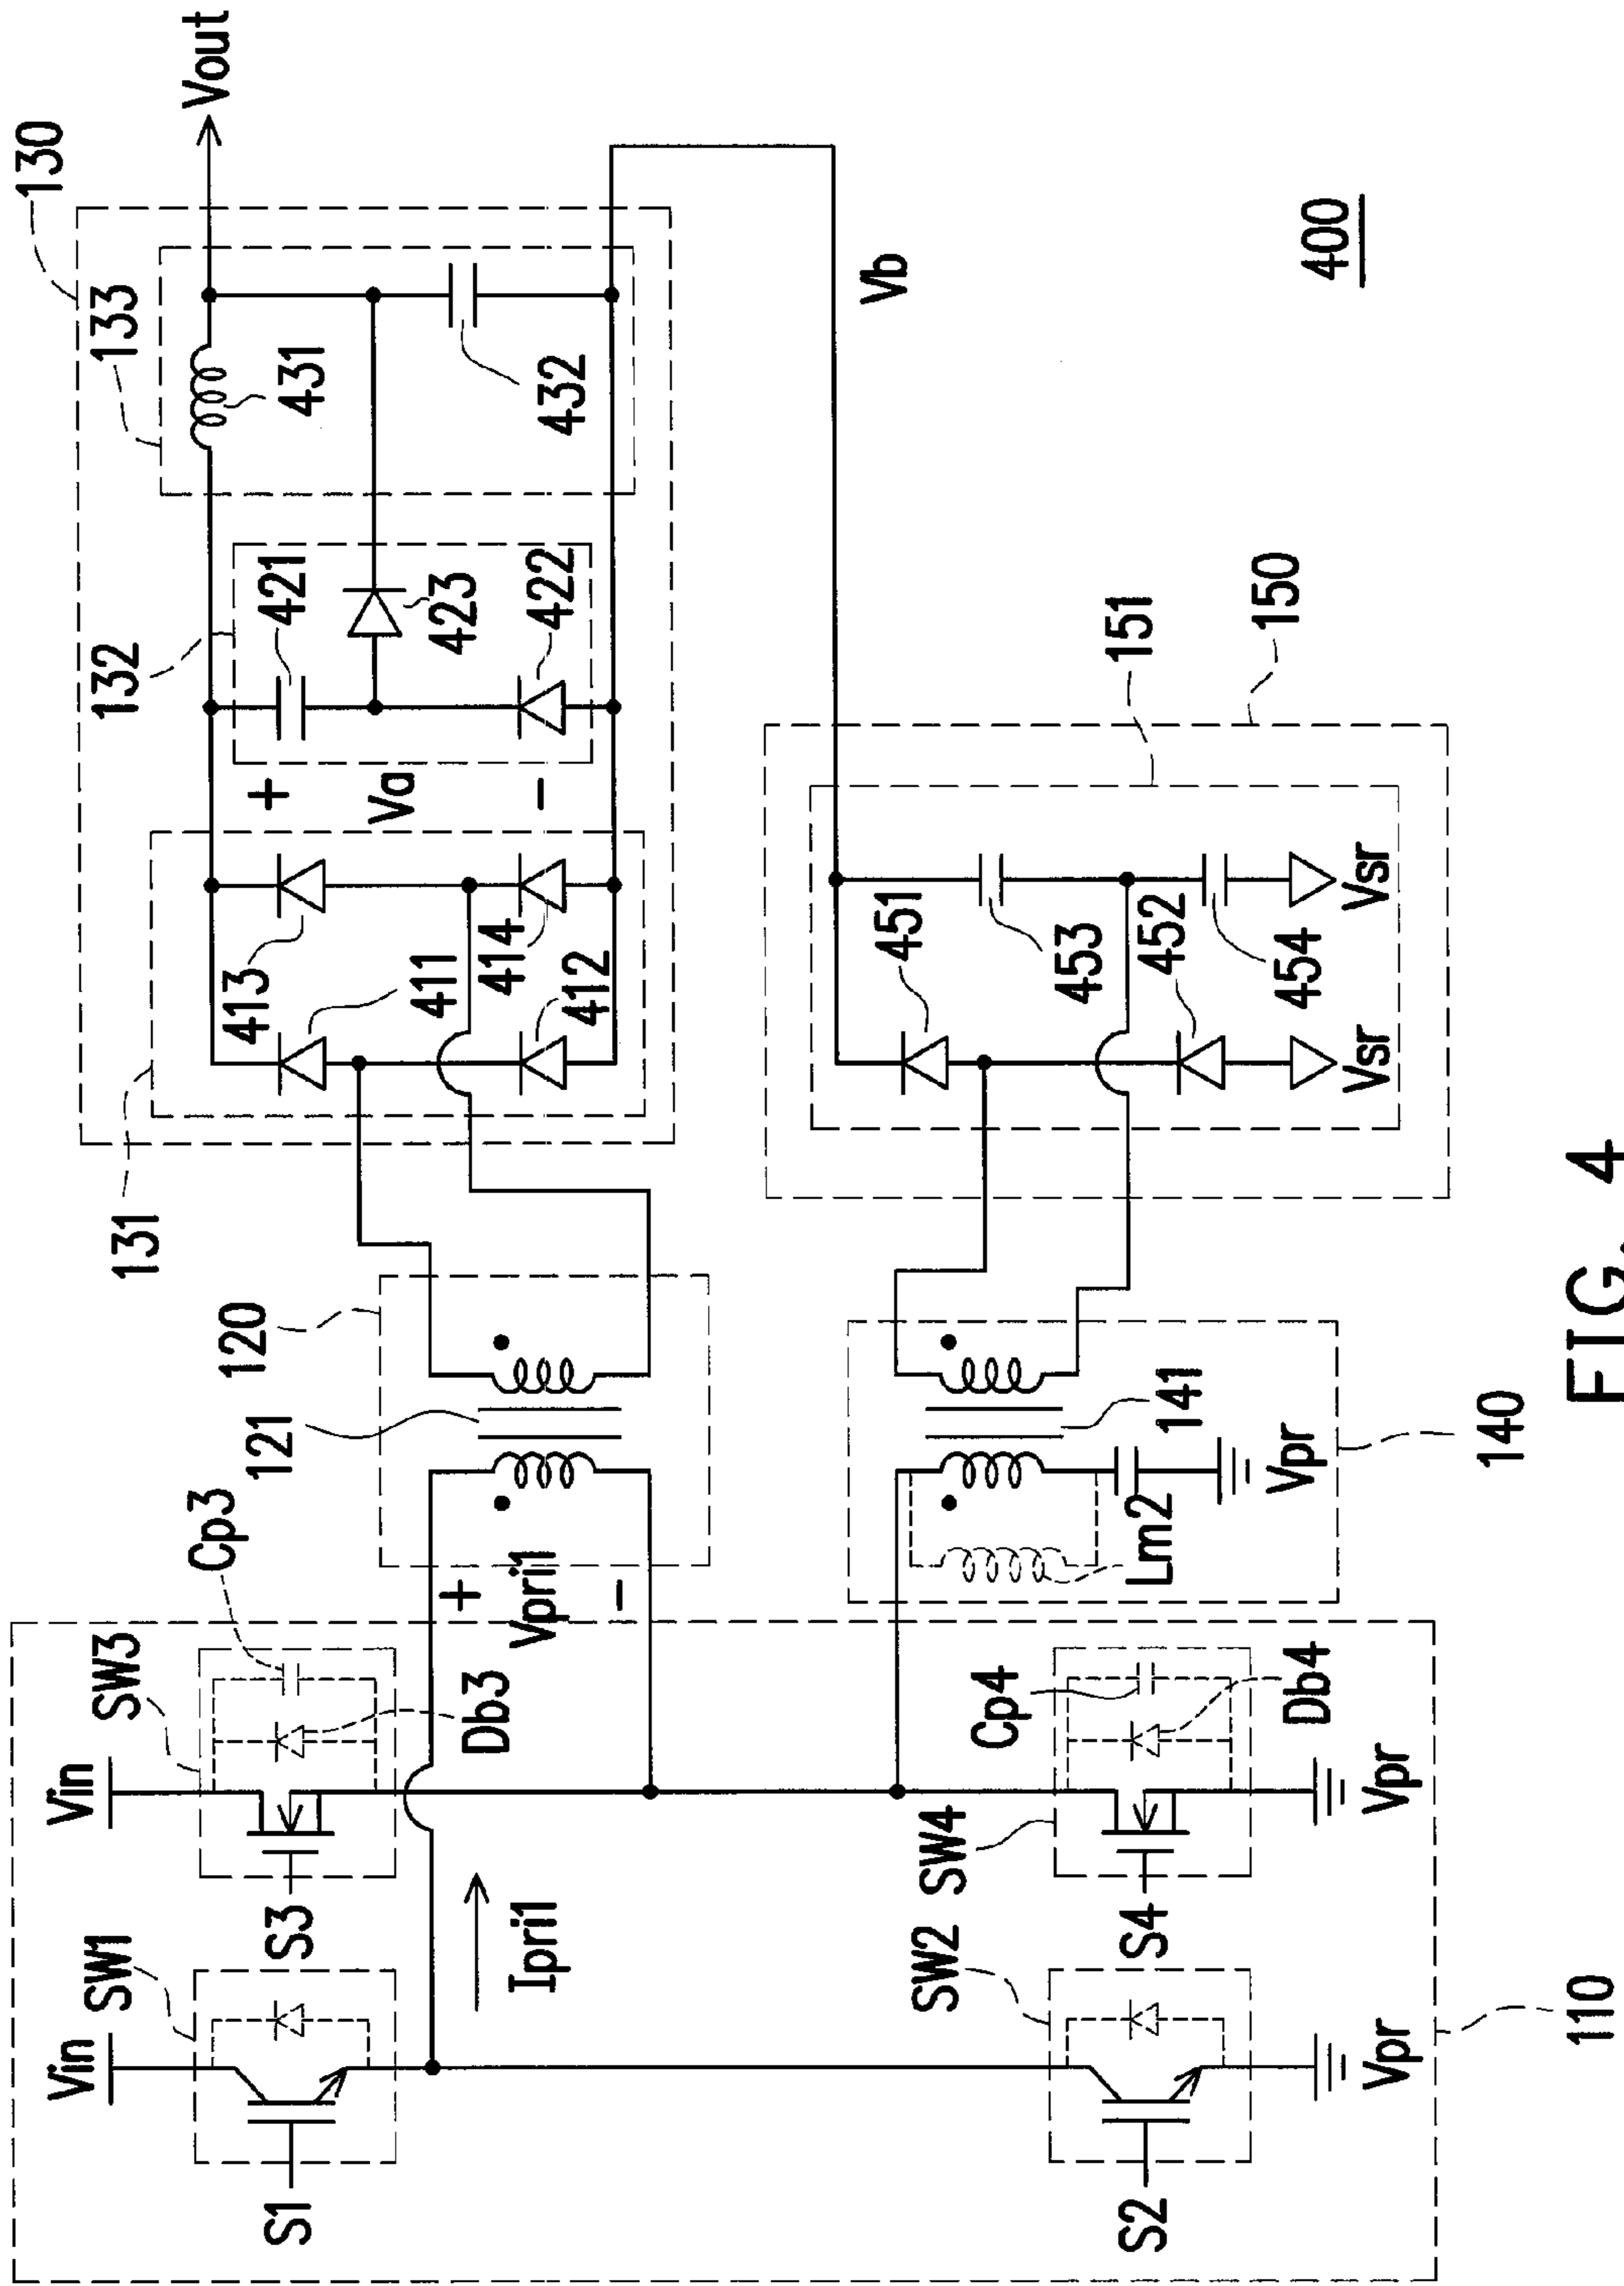 130
133
Vout
132
421
431
131
413
411
Va
+
-
423
432
414
412
422
Cp3
120
121
SW3
Vin
Vin
SW1
S3
S1
Db3
+
Vpri1
-
Ipri1
Vb
400
451
453
452
454
151
150
Vsr
Vsr
Cp4
SW4
SW2
Lm2
141
Vpr
140
Db4
S4
S2
Vpr
Vpr
110
FIG. 4